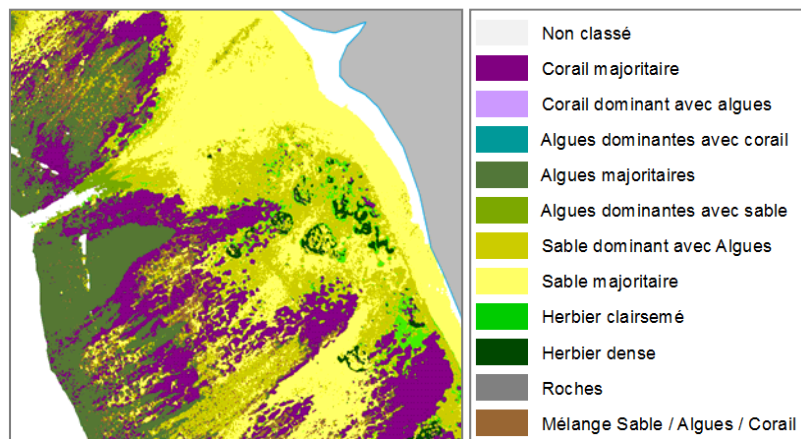 Non classé
Corail majoritaire
Corail dominant avec algues
Algues dominantes avec corail
Algues majoritaires
Algues dominantes avec sable
Sable dominant avec Algues
Sable majoritaire
Herbier clairsemé
Herbier dense
Roches
Mélange Sable / Algues / Corail